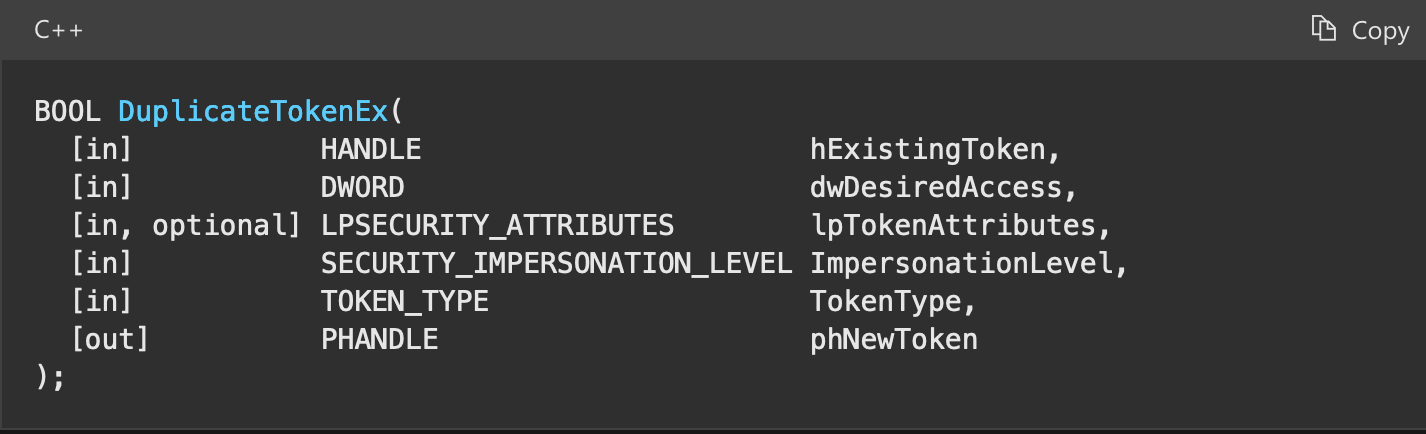 C++
Copy
BOOL DuplicateTokenEx(
  [in]           HANDLE                       hExistingToken,
  [in]           DWORD                        dwDesiredAccess,
  [in, optional] LPSECURITY_ATTRIBUTES        lpTokenAttributes,
  [in]           SECURITY_IMPERSONATION_LEVEL ImpersonationLevel,
  [in]           TOKEN_TYPE                   TokenType,
  [out]          PHANDLE                      phNewToken
);